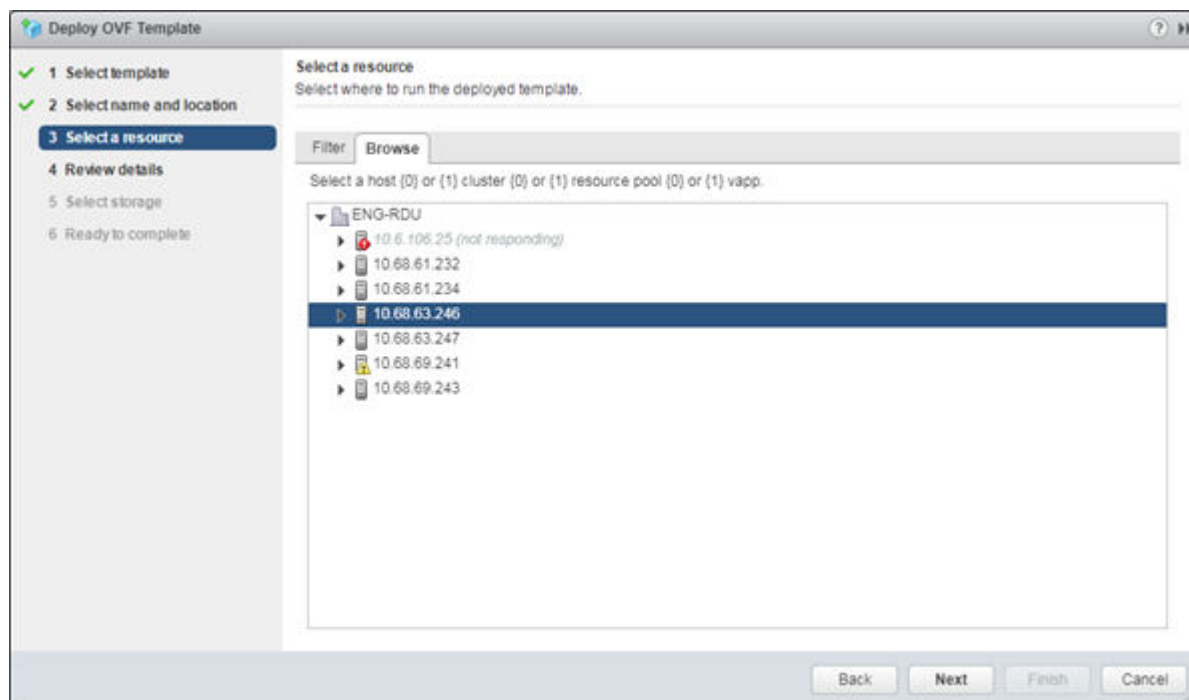 Deploy OVF Template
1 Select template
2 Select name and location
3 Select a resource
4 Review details
5 Select storage
6 Ready to complete
Select a resource
Select where to run the deployed template.
Filter Browse
Select a host {0} or {1} cluster {0} or {1} resource pool {0} or {1} vapp.
ENG-RDU
10.6.106.25 (not responding)
10.68.61.232
10.68.61.234
10.68.63.246
10.68.63.247
10.68.69.241
10.68.69.243
Back Next Finish Cancel